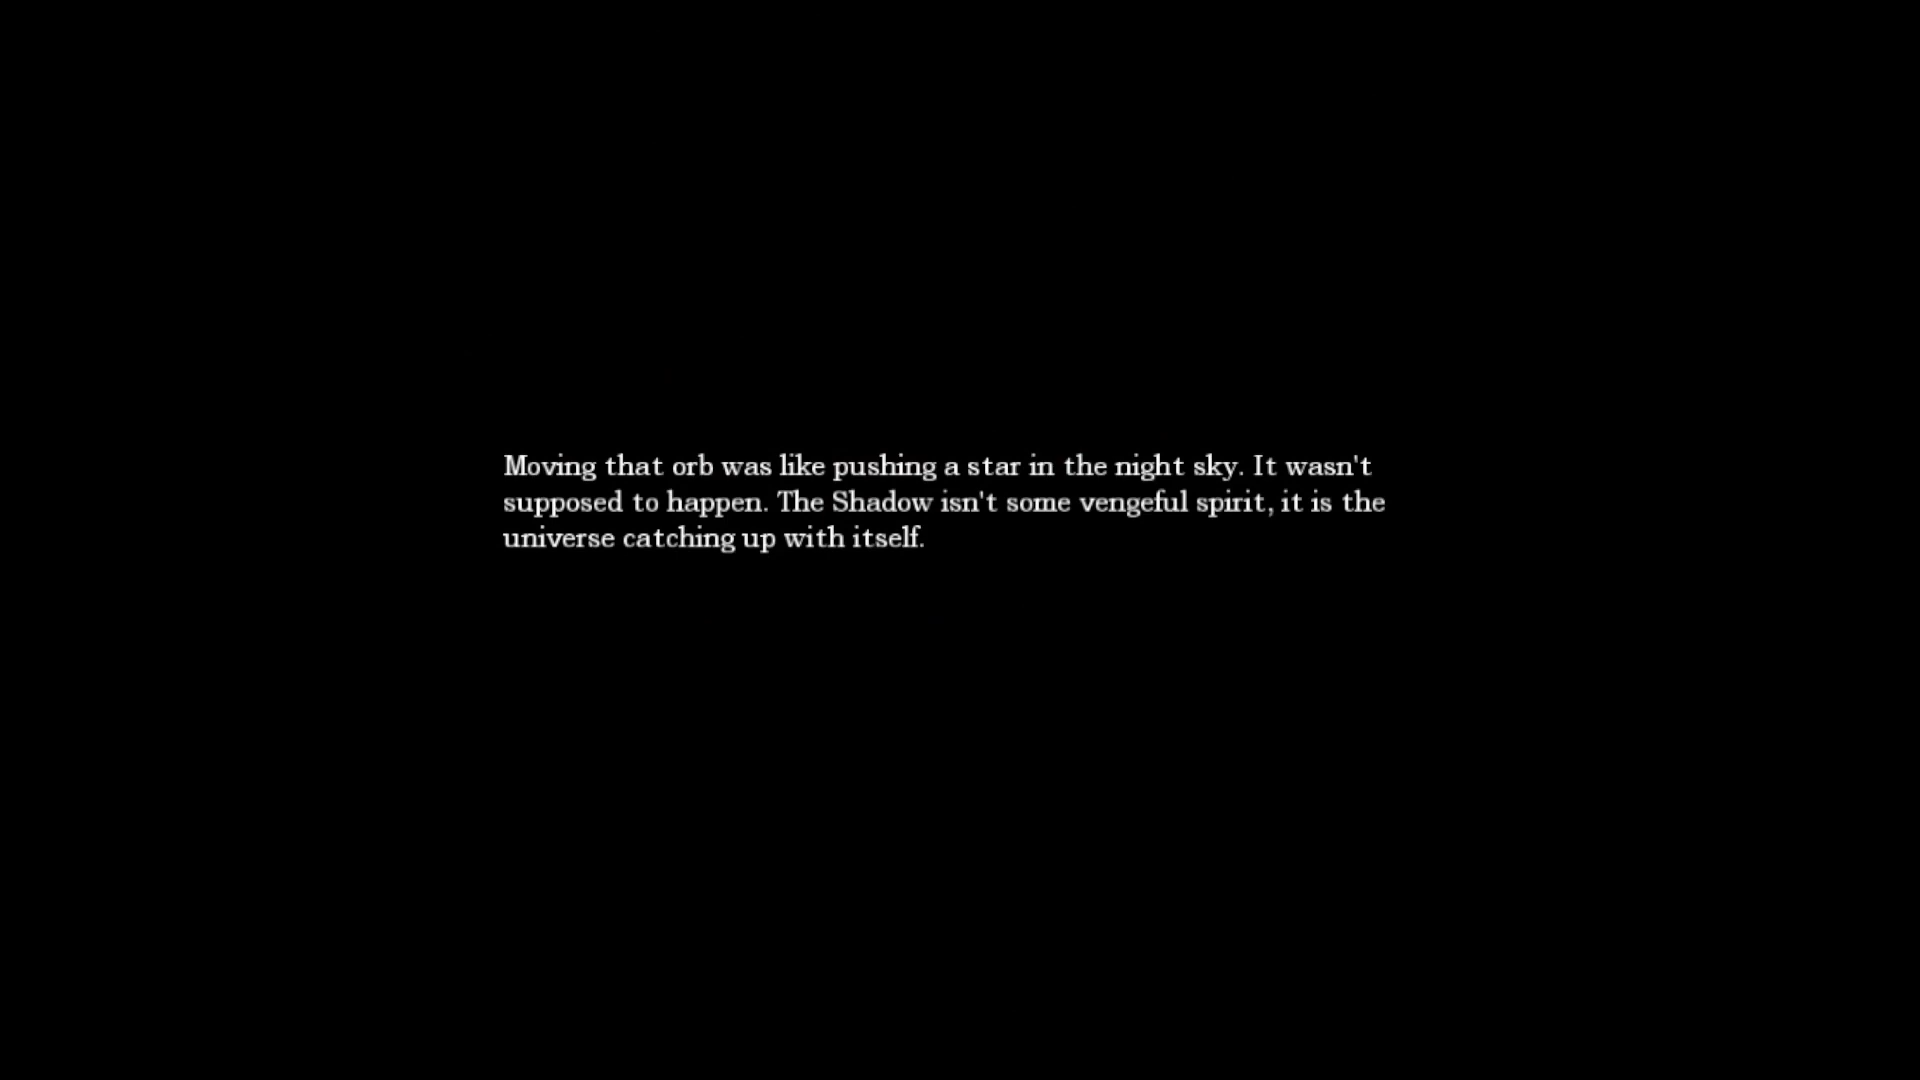 Moving that orb was like pushing a star in the night sky. It wasn't
supposed to happen. The Shadow isn't some vengeful spirit, it is the
universe catching up with itself.